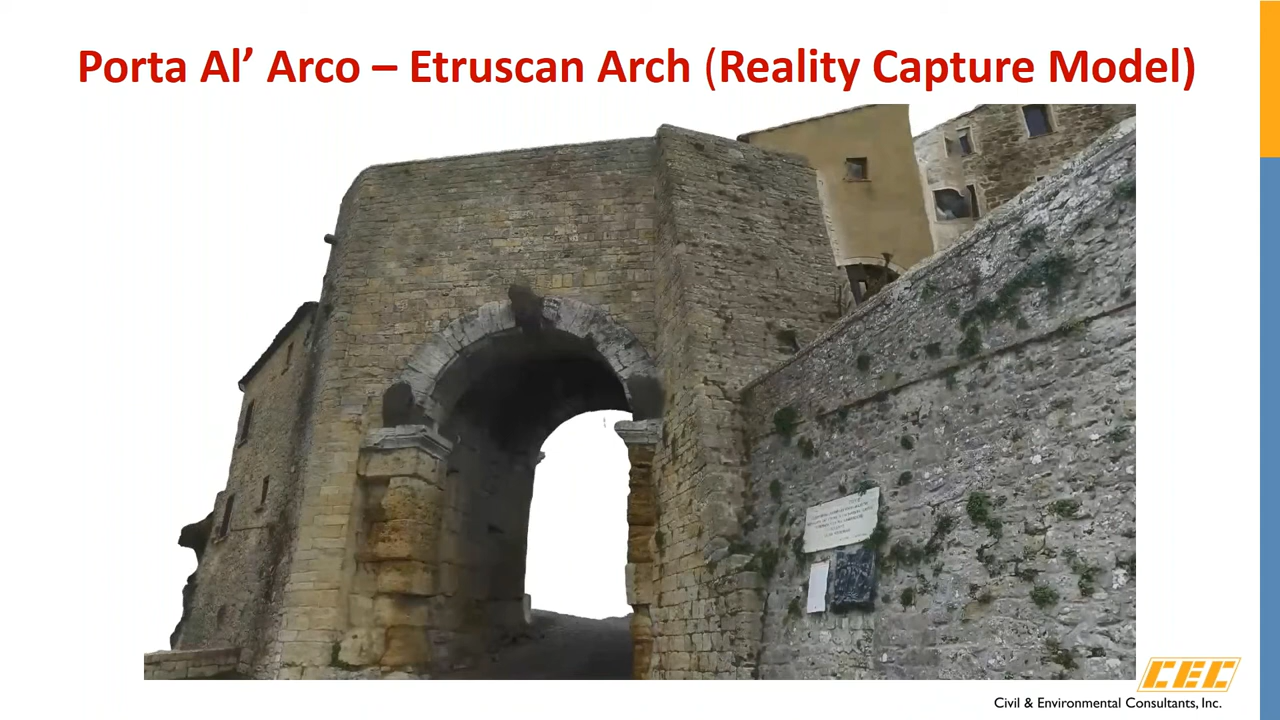 Porta Al’ Arco – Etruscan Arch (Reality Capture Model)
CEC
Civil & Environmental Consultants, Inc.